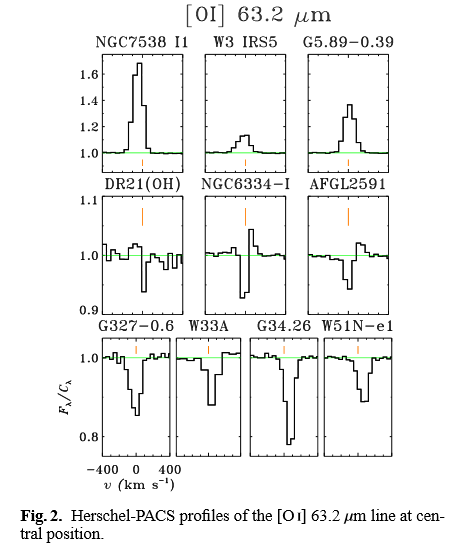 [OI] 63.2 μm
NGC7538 I1 W3 IRS5 G5.89−0.39
1.6
1.4
1.2
1.0
DR21(OH) NGC6334−I AFGL2591
1.1
1.0
0.9
G327−0.6 W33A G34.26 W51N−e1
1.0
0.8
Fλ/Cλ
−400 0 400
υ (km s⁻¹)
Fig. 2. Herschel-PACS profiles of the [O I] 63.2 μm line at cen-
tral position.